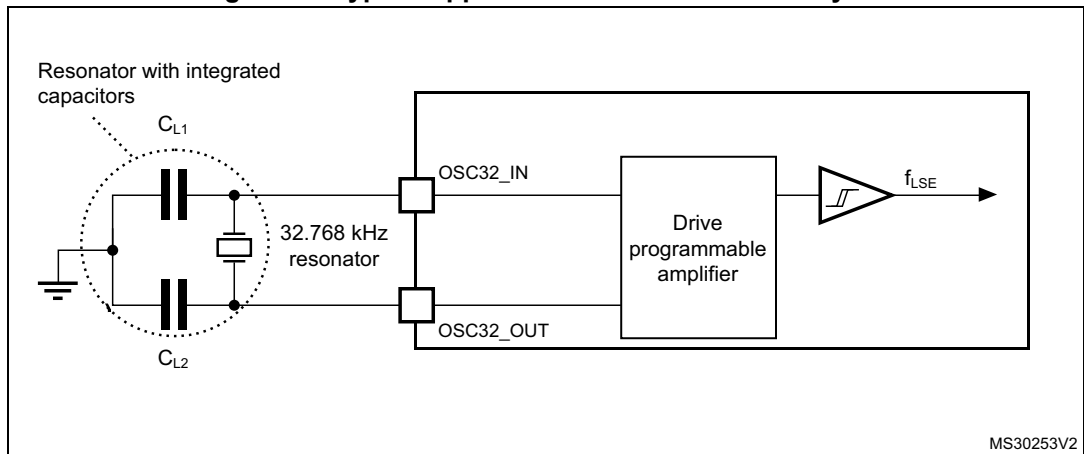 Resonator with integrated
capacitors
CL1
OSC32_IN
fLSE
Drive
programmable
amplifier
32.768 kHz
resonator
OSC32_OUT
CL2
MS30253V2